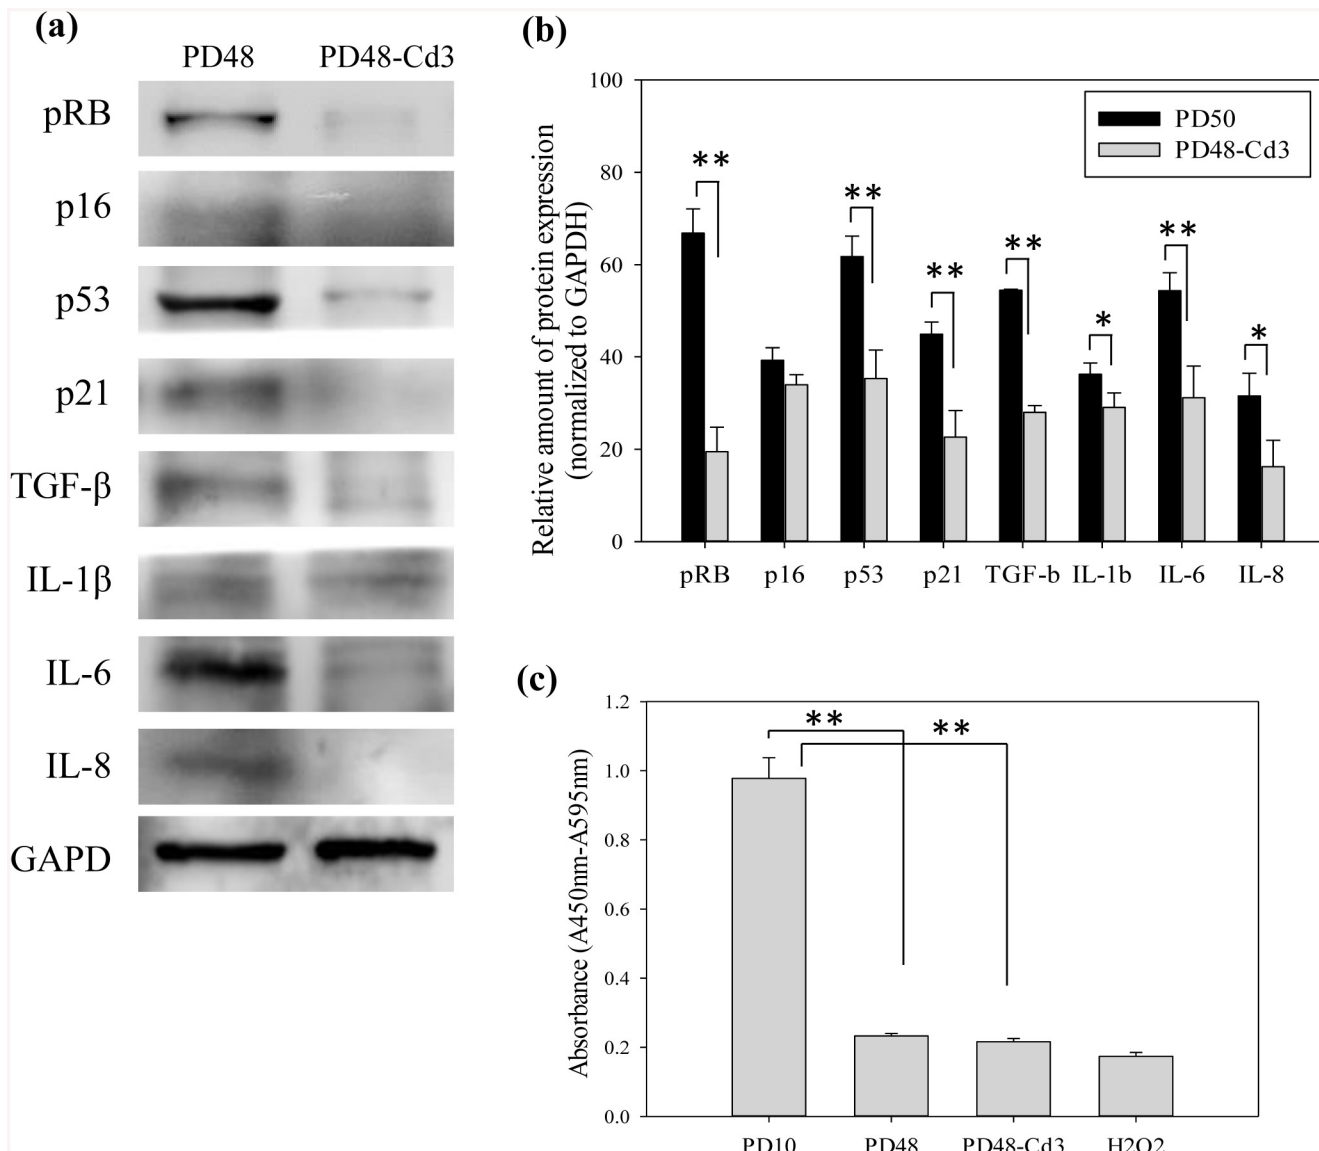 (a)
PD48 PD48-Cd3
pRB
p16
p53
p21
TGF-β
IL-1β
IL-6
IL-8
GAPD
(b)
Relative amount of protein expression
(normalized to GAPDH)
100
80
60
40
20
0
PD50
PD48-Cd3
**
**
**
**
*
**
*
pRB p16 p53 p21 TGF-b IL-1b IL-6 IL-8
(c)
Absorbance (A450nm-A595nm)
1.2
1.0
0.8
0.6
0.4
0.2
0.0
**
**
PD10 PD48 PD48-Cd3 H2O2